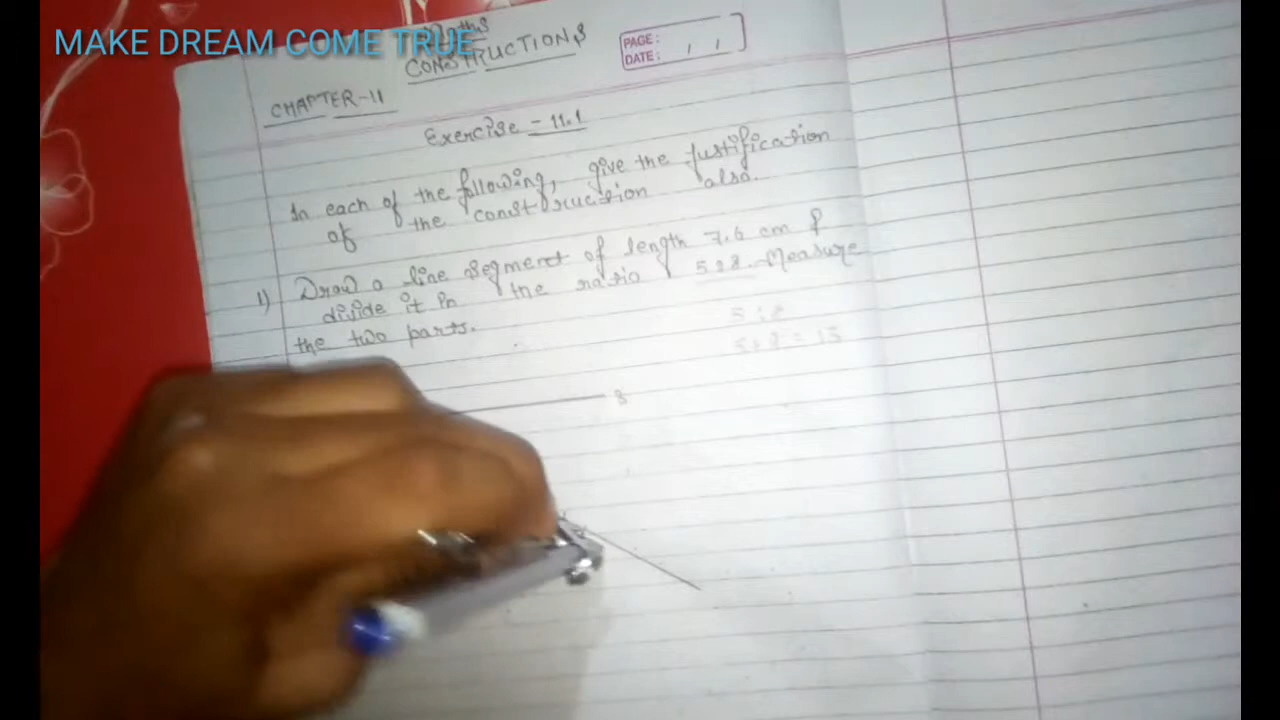 MAKE DREAM COME TRUE
Maths
CONSTRUCTIONS
PAGE:
DATE: / /
CHAPTER-11
Exercise - 11.1
In each of the following, give the justification
of the construction also.
1) Draw a line segment of length 7.6 cm &
divide it in the ratio 5:8. Measure
the two parts.
5:8
5+8=13
B